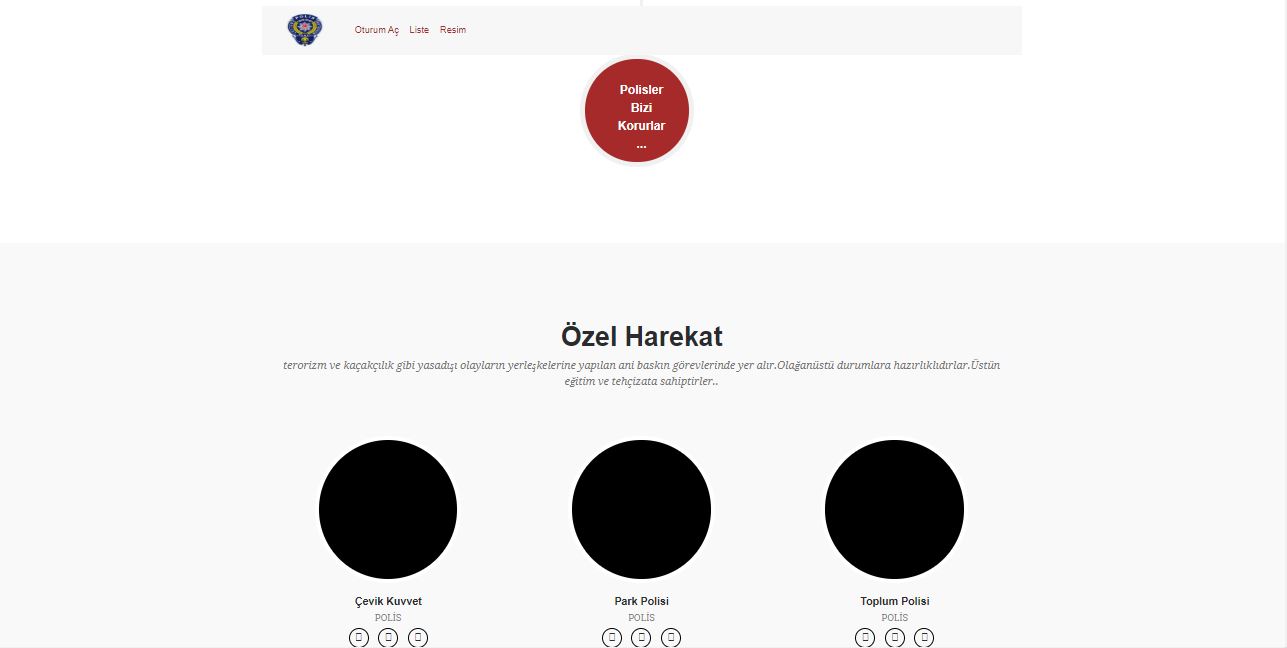 POLİS
Oturum Aç Liste Resim
Polisler
Bizi
Korurlar
...
Özel Harekat
terorizm ve kaçakçılık gibi yasadışı olayların yerleşkelerine yapılan ani baskın görevlerinde yer alır.Olağanüstü durumlara hazırlıklıdırlar.Üstün
eğitim ve tehçizata sahiptirler..
Çevik Kuvvet Park Polisi Toplum Polisi
POLİS POLİS POLİS